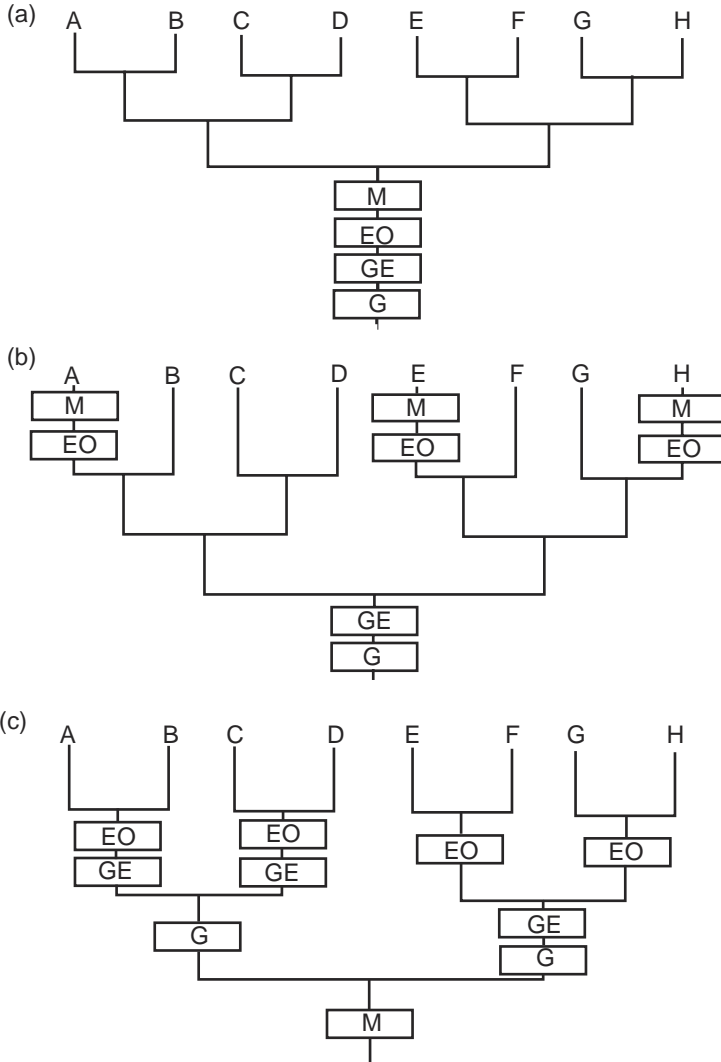 (a)
A B C D E F G H
M
EO
GE
G
(b)
A B C D E F G H
M M M
EO EO EO
GE
G
(c)
A B C D E F G H
EO EO EO EO
GE GE
G GE
G
M